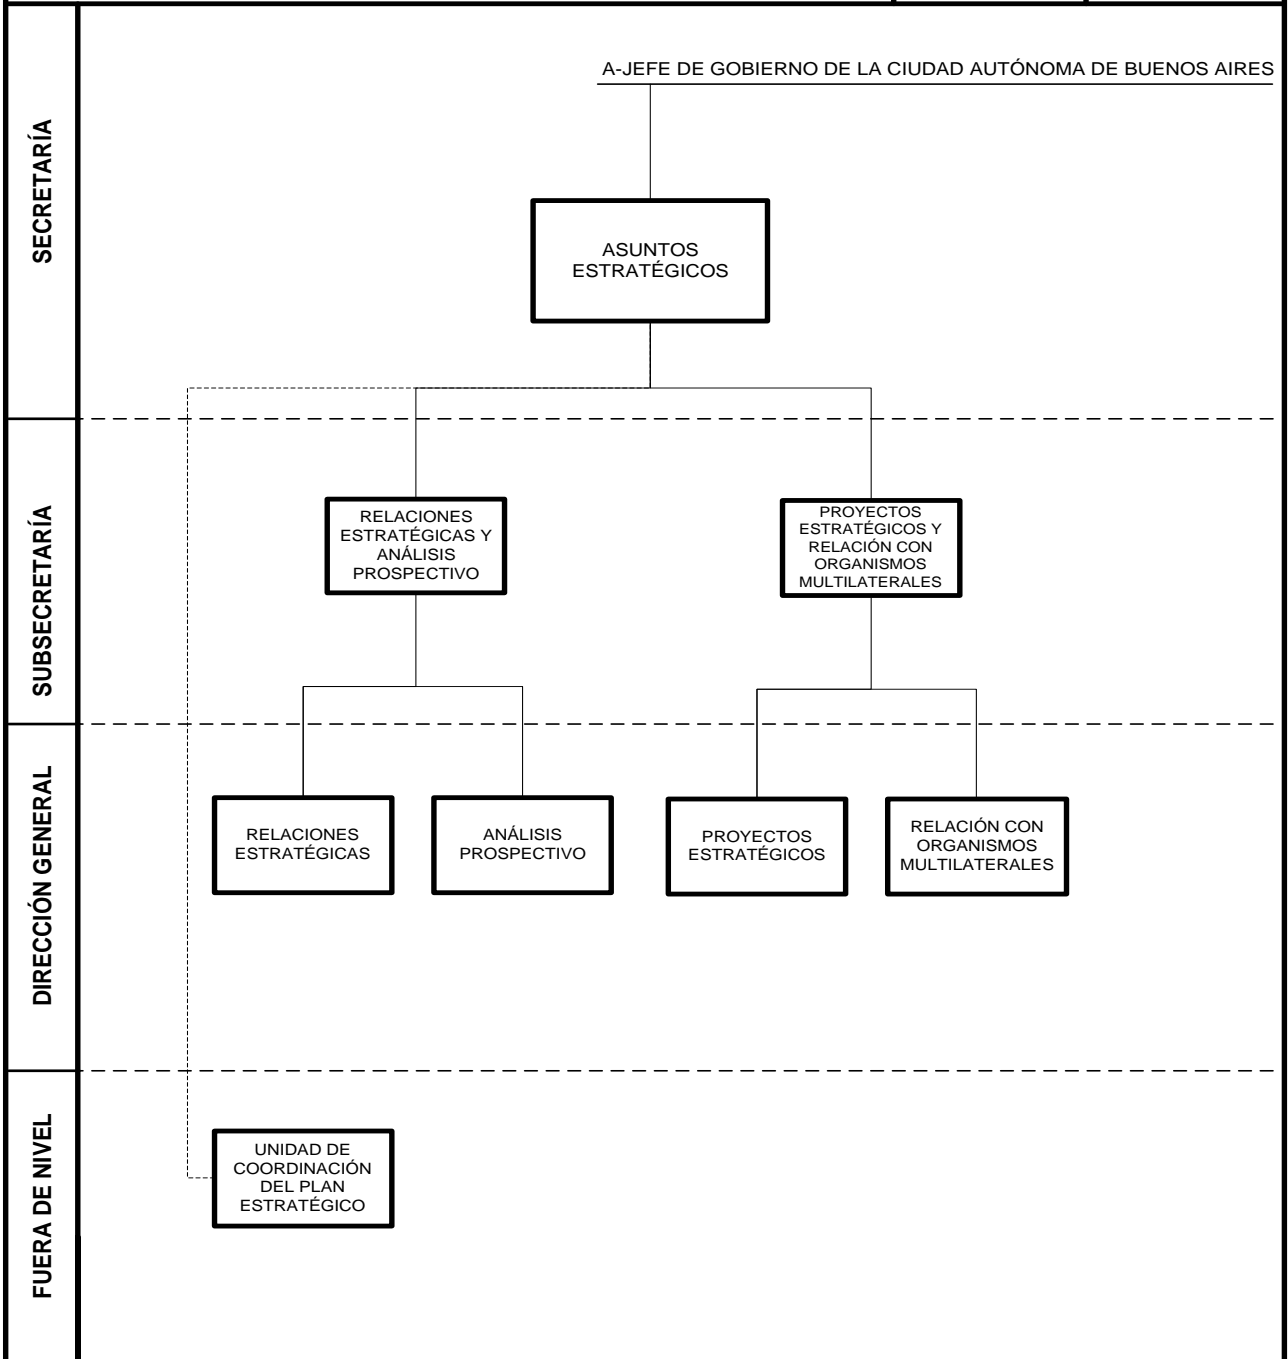 A-JEFE DE GOBIERNO DE LA CIUDAD AUTÓNOMA DE BUENOS AIRES
SECRETARÍA
ASUNTOS
ESTRATÉGICOS
SUBSECRETARÍA
RELACIONES
ESTRATÉGICAS Y
ANÁLISIS
PROSPECTIVO
PROYECTOS
ESTRATÉGICOS Y
RELACIÓN CON
ORGANISMOS
MULTILATERALES
DIRECCIÓN GENERAL
RELACIONES
ESTRATÉGICAS
ANÁLISIS
PROSPECTIVO
PROYECTOS
ESTRATÉGICOS
RELACIÓN CON
ORGANISMOS
MULTILATERALES
FUERA DE NIVEL
UNIDAD DE
COORDINACIÓN
DEL PLAN
ESTRATÉGICO